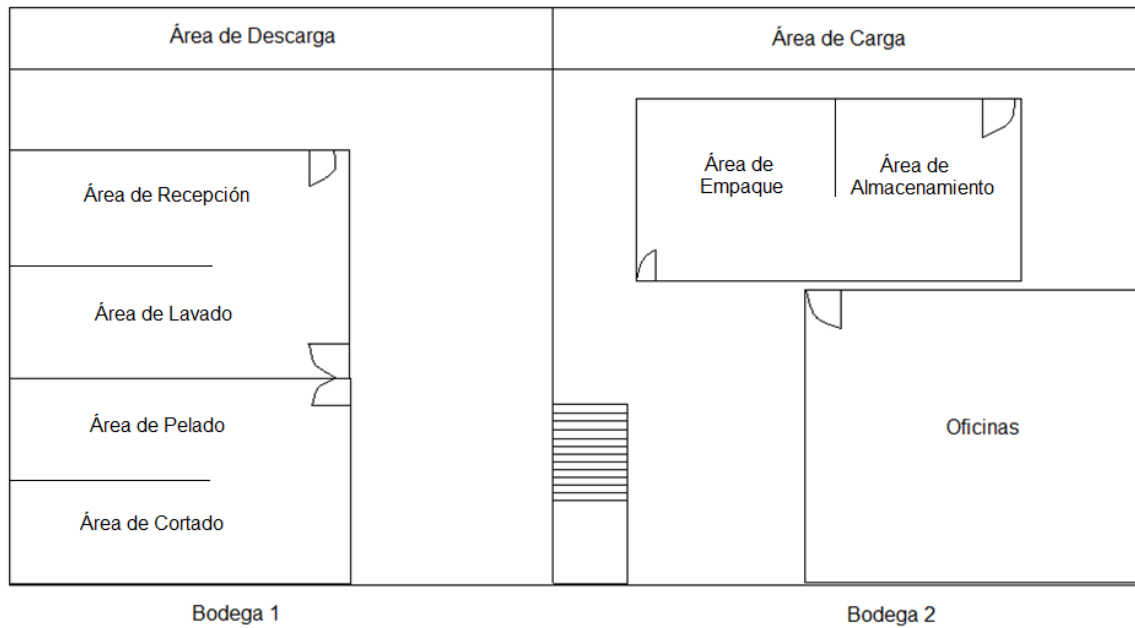 Área de Descarga
Área de Carga
Área de Recepción
Área de Lavado
Área de Pelado
Área de Cortado
Área de
Empaque
Área de
Almacenamiento
Oficinas
Bodega 1
Bodega 2